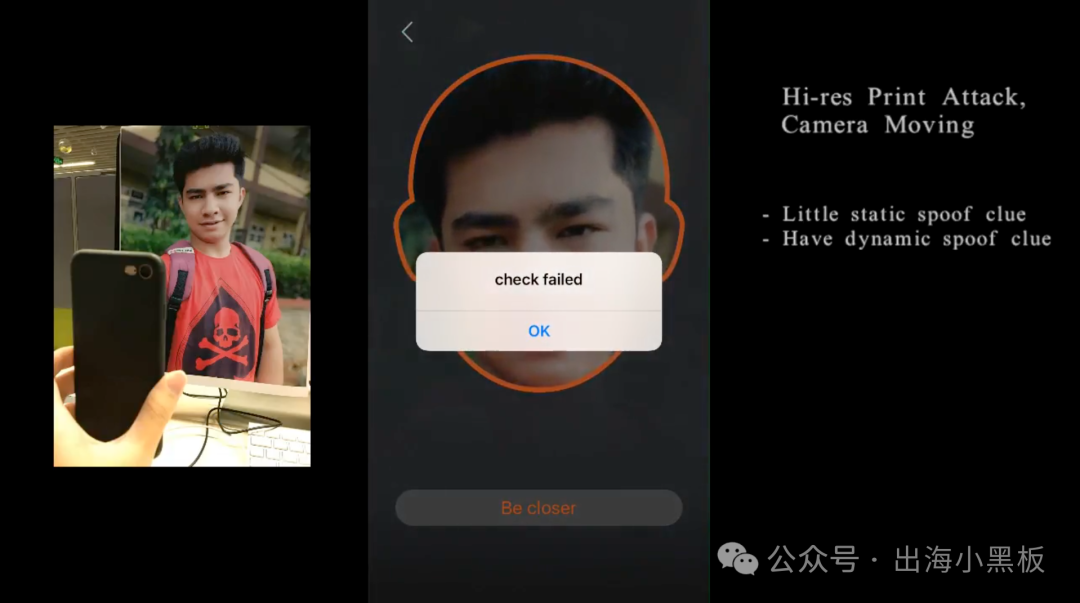 check failed
OK
Be closer
Hi-res Print Attack,
Camera Moving
- Little static spoof clue
- Have dynamic spoof clue
公众号 · 出海小黑板